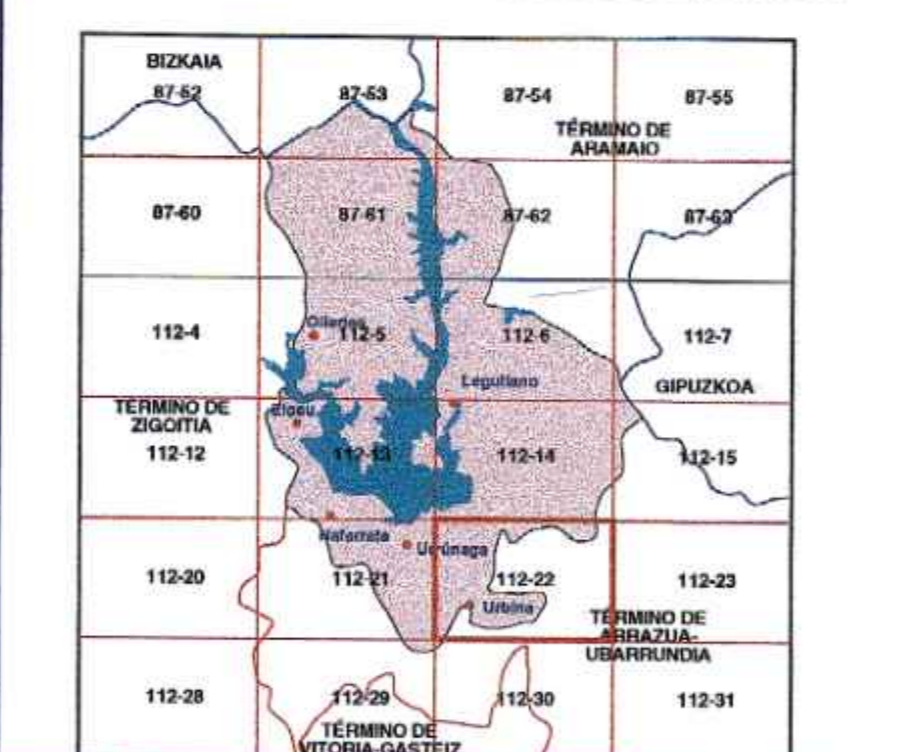 BIZKAIA
87-52
87-53
87-54
87-55
TÉRMINO DE
ARAMAIO
87-60
87-61
87-62
87-63
112-4
112-5
112-6
112-7
Legutiano
GIPUZKOA
TÉRMINO DE
ZIGOITIA
Elosu
112-12
112-13
112-14
112-15
Nafarrate
Urrúnaga
112-20
112-21
112-22
112-23
Urbina
TÉRMINO DE
ARRAZUA-
UBARRUNDIA
112-28
112-29
112-30
112-31
TÉRMINO DE
VITORIA-GASTEIZ